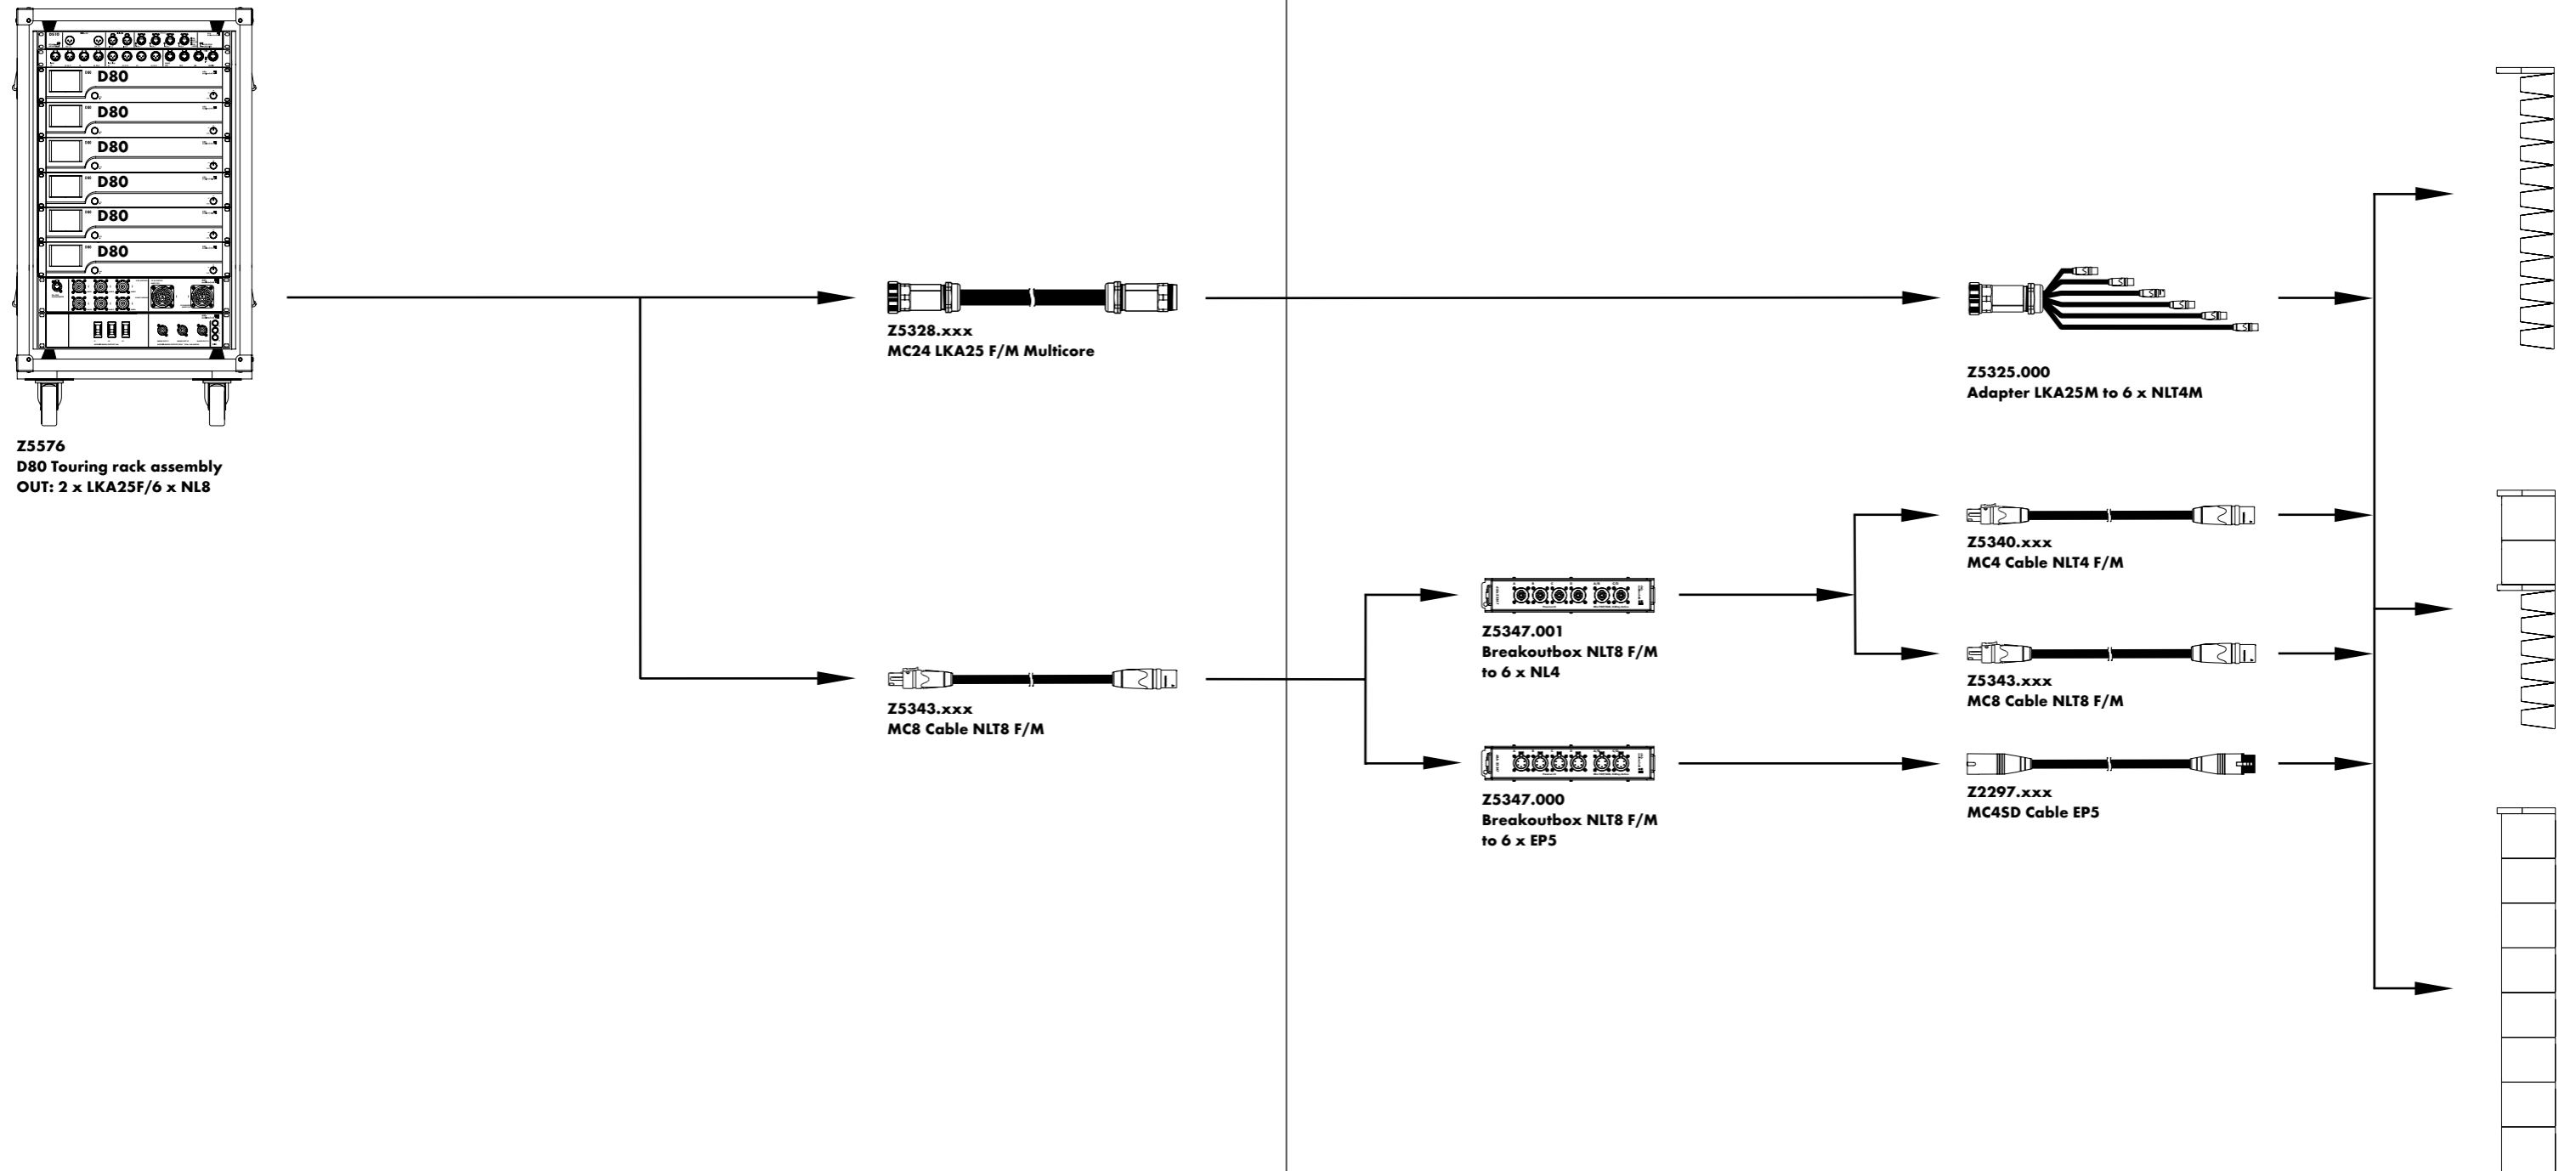 D80
D80
D80
D80
D80
D80
Z5576
D80 Touring rack assembly
OUT: 2 x LKA25F/6 x NL8
Z5328.xxx
MC24 LKA25 F/M Multicore
Z5343.xxx
MC8 Cable NLT8 F/M
Z5347.001
Breakoutbox NLT8 F/M
to 6 x NL4
Z5347.000
Breakoutbox NLT8 F/M
to 6 x EP5
Z5325.000
Adapter LKA25M to 6 x NLT4M
Z5340.xxx
MC4 Cable NLT4 F/M
Z5343.xxx
MC8 Cable NLT8 F/M
Z2297.xxx
MC4SD Cable EP5